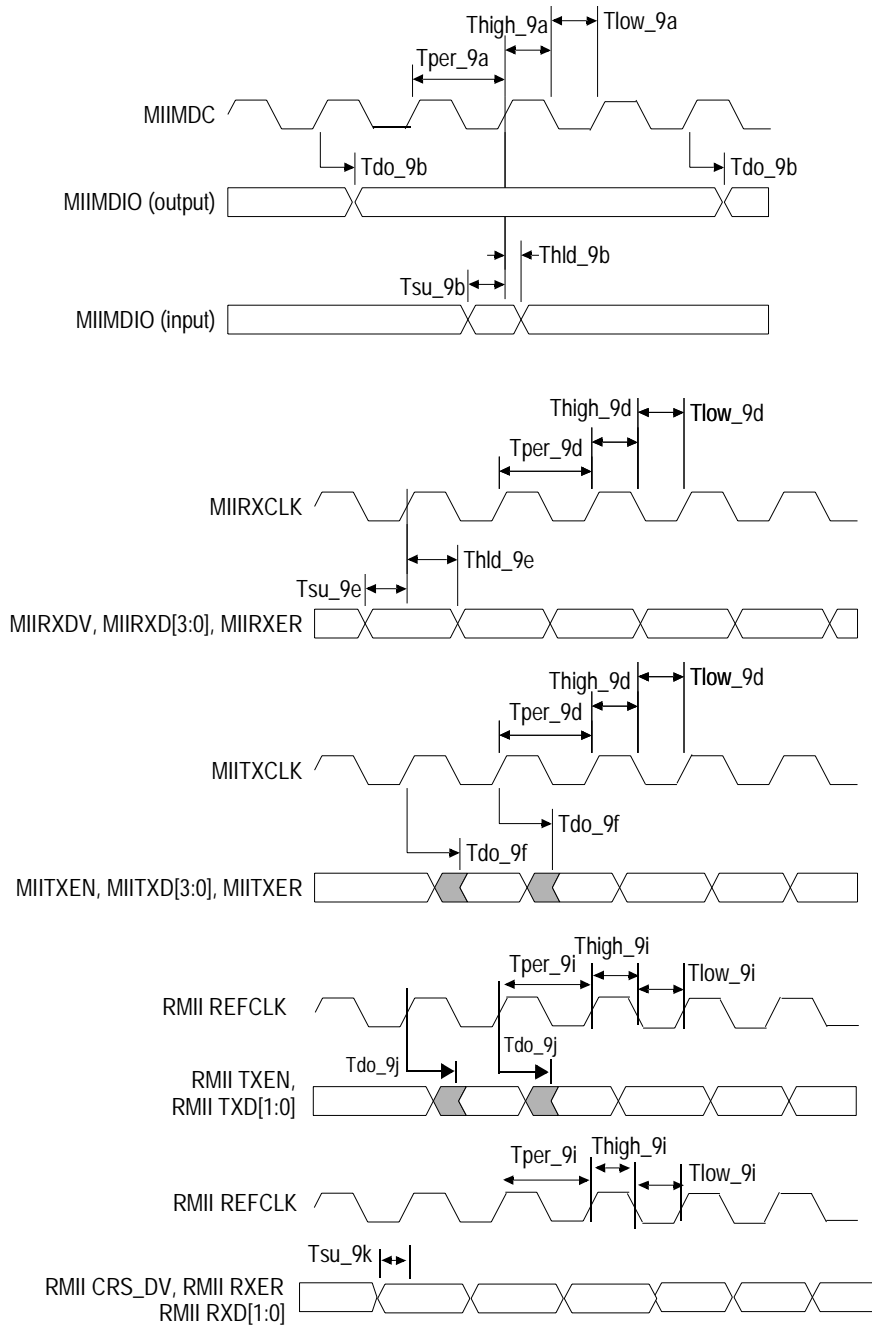 Thigh_9a Tlow_9a
Tper_9a
MIIMDC
Tdo_9b Tdo_9b
MIIMDIO (output)
Thld_9b
Tsu_9b
MIIMDIO (input)
Thigh_9d Tlow_9d
Tper_9d
MIIRXCLK
Thld_9e
Tsu_9e
MIIRXDV, MIIRXD[3:0], MIIRXER
Thigh_9d Tlow_9d
Tper_9d
MIITXCLK
Tdo_9f
Tdo_9f
MIITXEN, MIITXD[3:0], MIITXER
Thigh_9i
Tper_9i Tlow_9i
RMII REFCLK
Tdo_9j Tdo_9j
RMII TXEN,
RMII TXD[1:0]
Tper_9i Thigh_9i
Tlow_9i
RMII REFCLK
Tsu_9k
RMII CRS_DV, RMII RXER
RMII RXD[1:0]